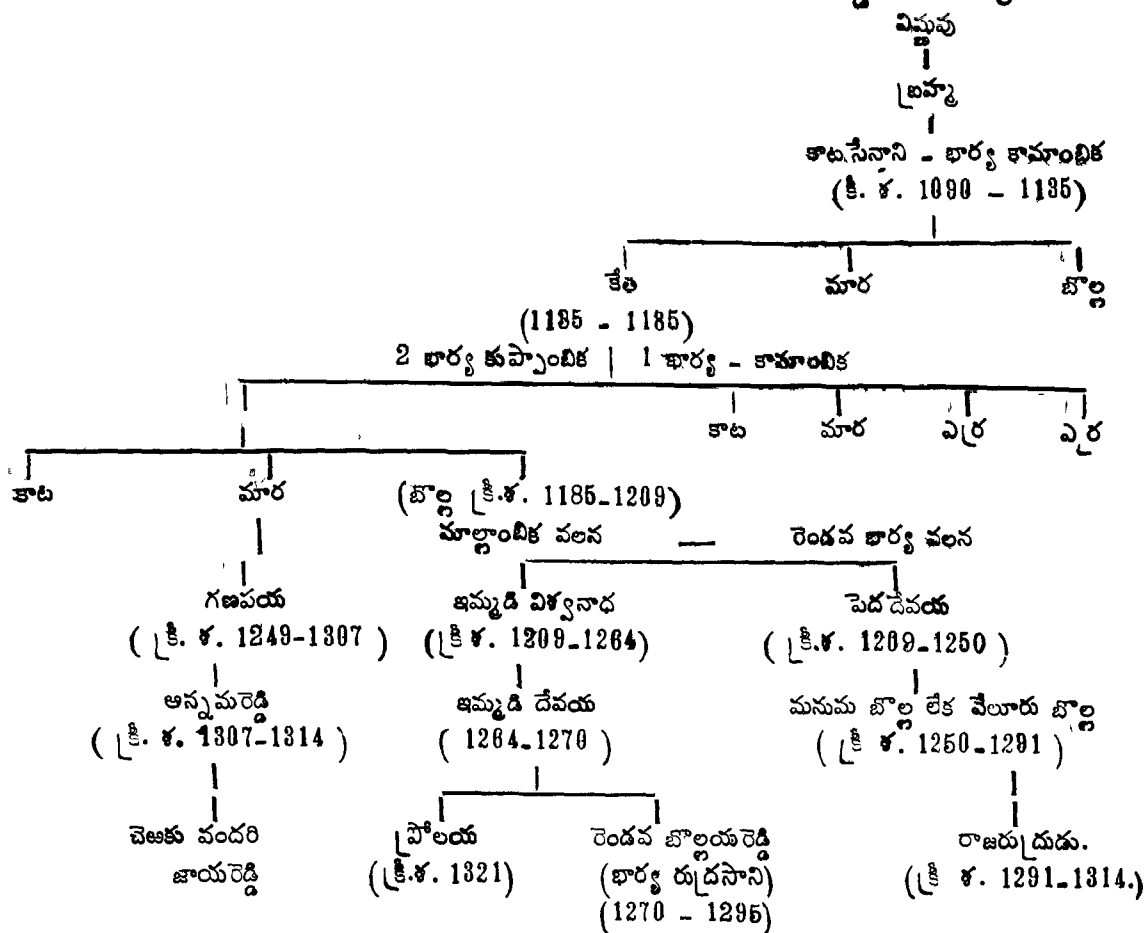 విష్ణువు
బ్రహ్మ
కాటసేనాని - భార్య కామాంబిక
(క్రీ. శ. 1090 - 1135)
కేతి మార బొల్ల
(1135 - 1185)
2 భార్య కుప్పాంబిక 1 భార్య - కామాంబిక
కాట మార ఎర్ర ఎర్ర
కాట మార (బొల్ల క్రీ.శ. 1185-1209)
మాల్లాంబిక వలన — రెండవ భార్య వలన
గణపయ ఇమ్మడి విశ్వనాధ పెదదేవయ
(క్రీ. శ. 1249-1307) (క్రీ శ. 1209-1264) (క్రీ.శ. 1209-1250)
అన్నమరెడ్డి ఇమ్మడి దేవయ మనుమ బొల్ల లేక వేలూరు బొల్ల
(క్రీ. శ. 1307-1314) (1264-1270) (క్రీ శ. 1250-1291)
చెఱకు వందరి ప్రోలయ రెండవ బొల్లయరెడ్డి రాజరుద్రుడు.
జాయరెడ్డి (క్రీ.శ. 1321) (భార్య రుద్రసాని) (క్రీ శ. 1291-1314.)
(1270 - 1295)